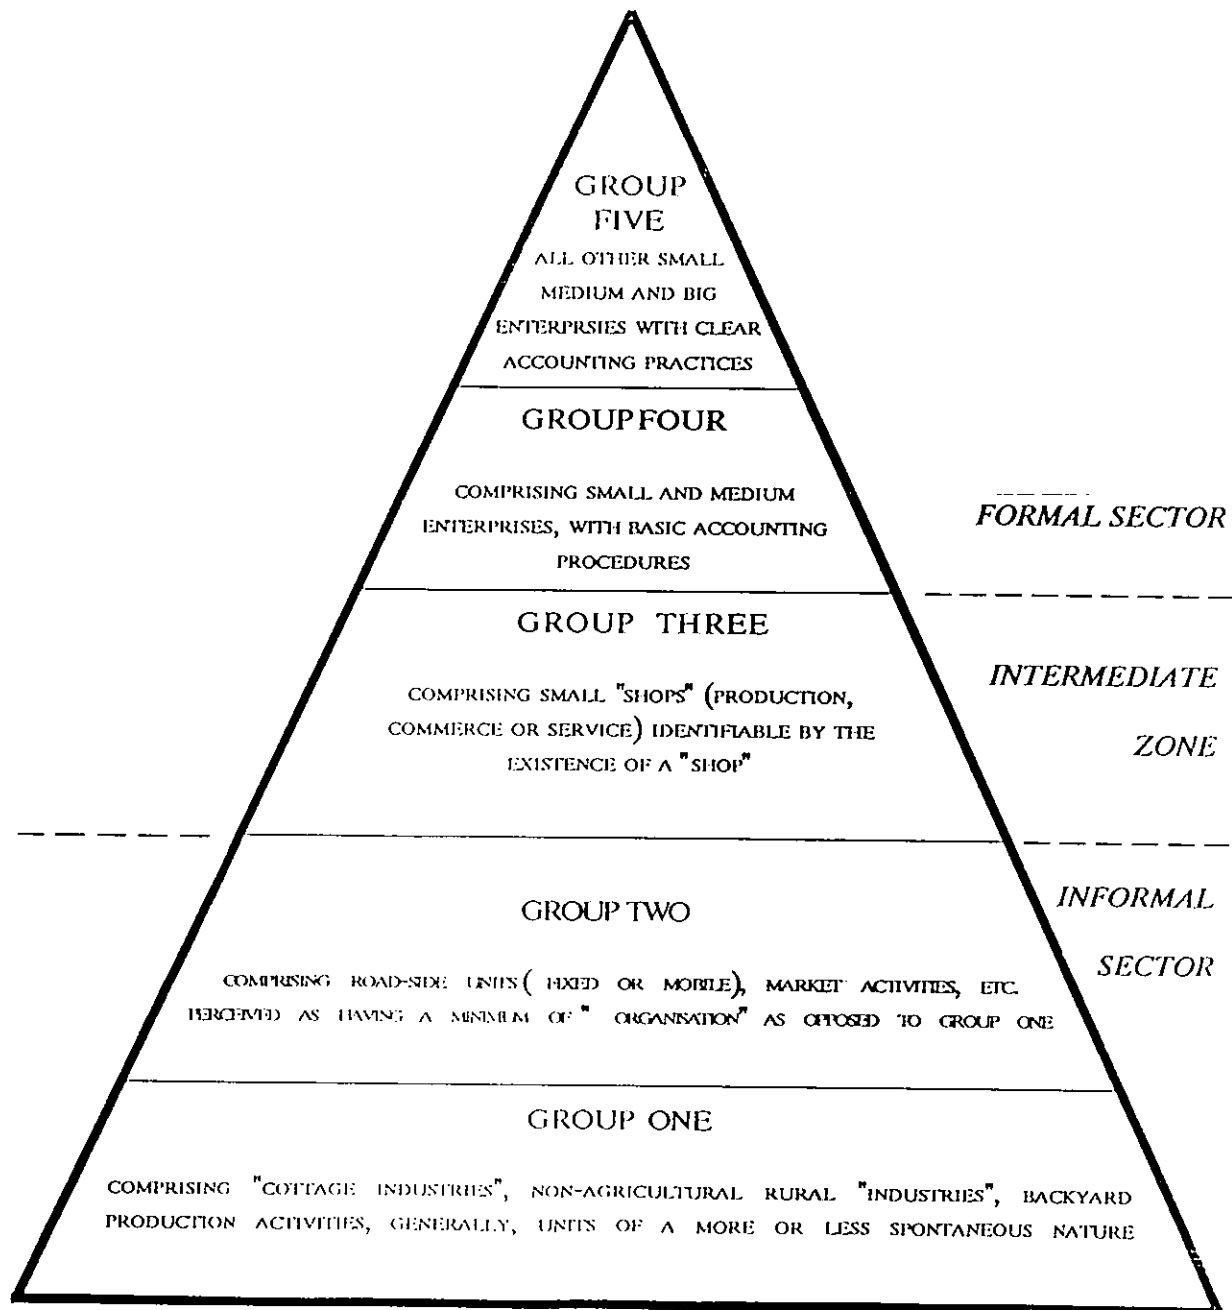 GROUP
FIVE
ALL OTHER SMALL
MEDIUM AND BIG
ENTERPRSIES WITH CLEAR
ACCOUNTING PRACTICES
GROUP FOUR
COMPRISING SMALL AND MEDIUM
ENTERPRISES, WITH BASIC ACCOUNTING
PROCEDURES
FORMAL SECTOR
GROUP THREE
COMPRISING SMALL "SHOPS" (PRODUCTION,
COMMERCE OR SERVICE) IDENTIFIABLE BY THE
EXISTENCE OF A "SHOP"
INTERMEDIATE
ZONE
GROUP TWO
COMPRISING ROAD-SIDE UNITS ( FIXED OR MOBILE), MARKET ACTIVITIES, ETC.
PERCEIVED AS HAVING A MINIMUM OF " ORGANISATION" AS OPPOSED TO GROUP ONE
INFORMAL
SECTOR
GROUP ONE
COMPRISING "COTTAGE INDUSTRIES", NON-AGRICULTURAL RURAL "INDUSTRIES", BACKYARD
PRODUCTION ACTIVITIES, GENERALLY, UNITS OF A MORE OR LESS SPONTANEOUS NATURE